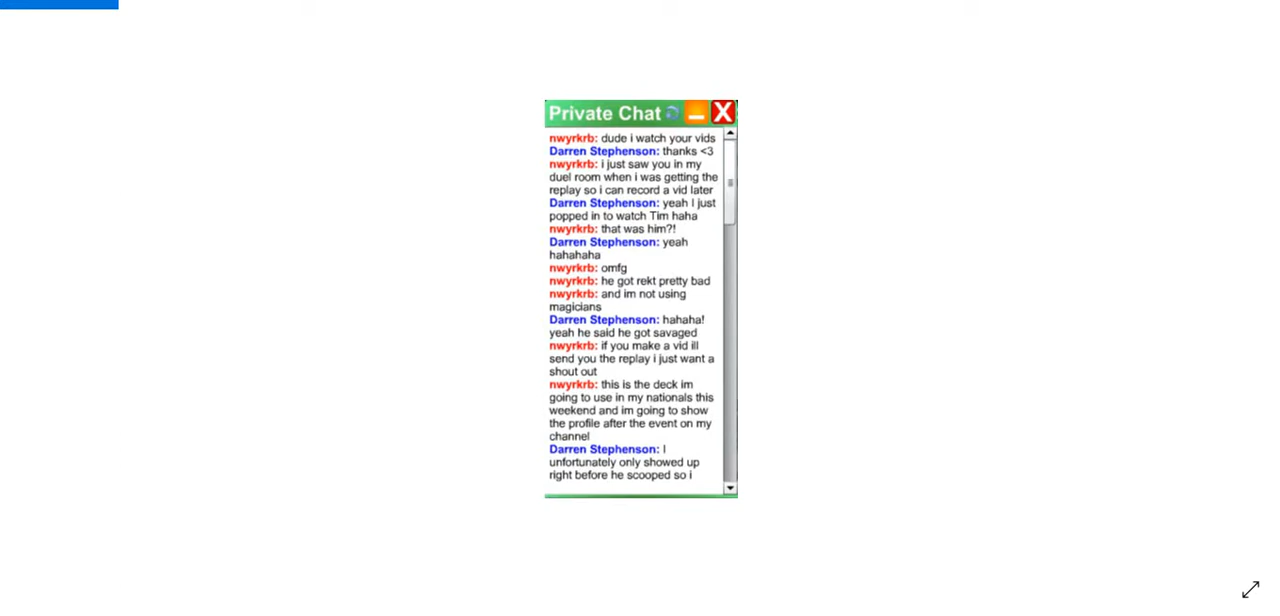 Private Chat
nwyrkrb: dude i watch your vids
Darren Stephenson: thanks <3
nwyrkrb: i just saw you in my
duel room when i was getting the
replay so i can record a vid later
Darren Stephenson: yeah I just
popped in to watch Tim haha
nwyrkrb: that was him?!
Darren Stephenson: yeah
hahahaha
nwyrkrb: omfg
nwyrkrb: he got rekt pretty bad
nwyrkrb: and im not using
magicians
Darren Stephenson: hahaha!
yeah he said he got savaged
nwyrkrb: if you make a vid ill
send you the replay i just want a
shout out
nwyrkrb: this is the deck im
going to use in my nationals this
weekend and im going to show
the profile after the event on my
channel
Darren Stephenson: I
unfortunately only showed up
right before he scooped so i